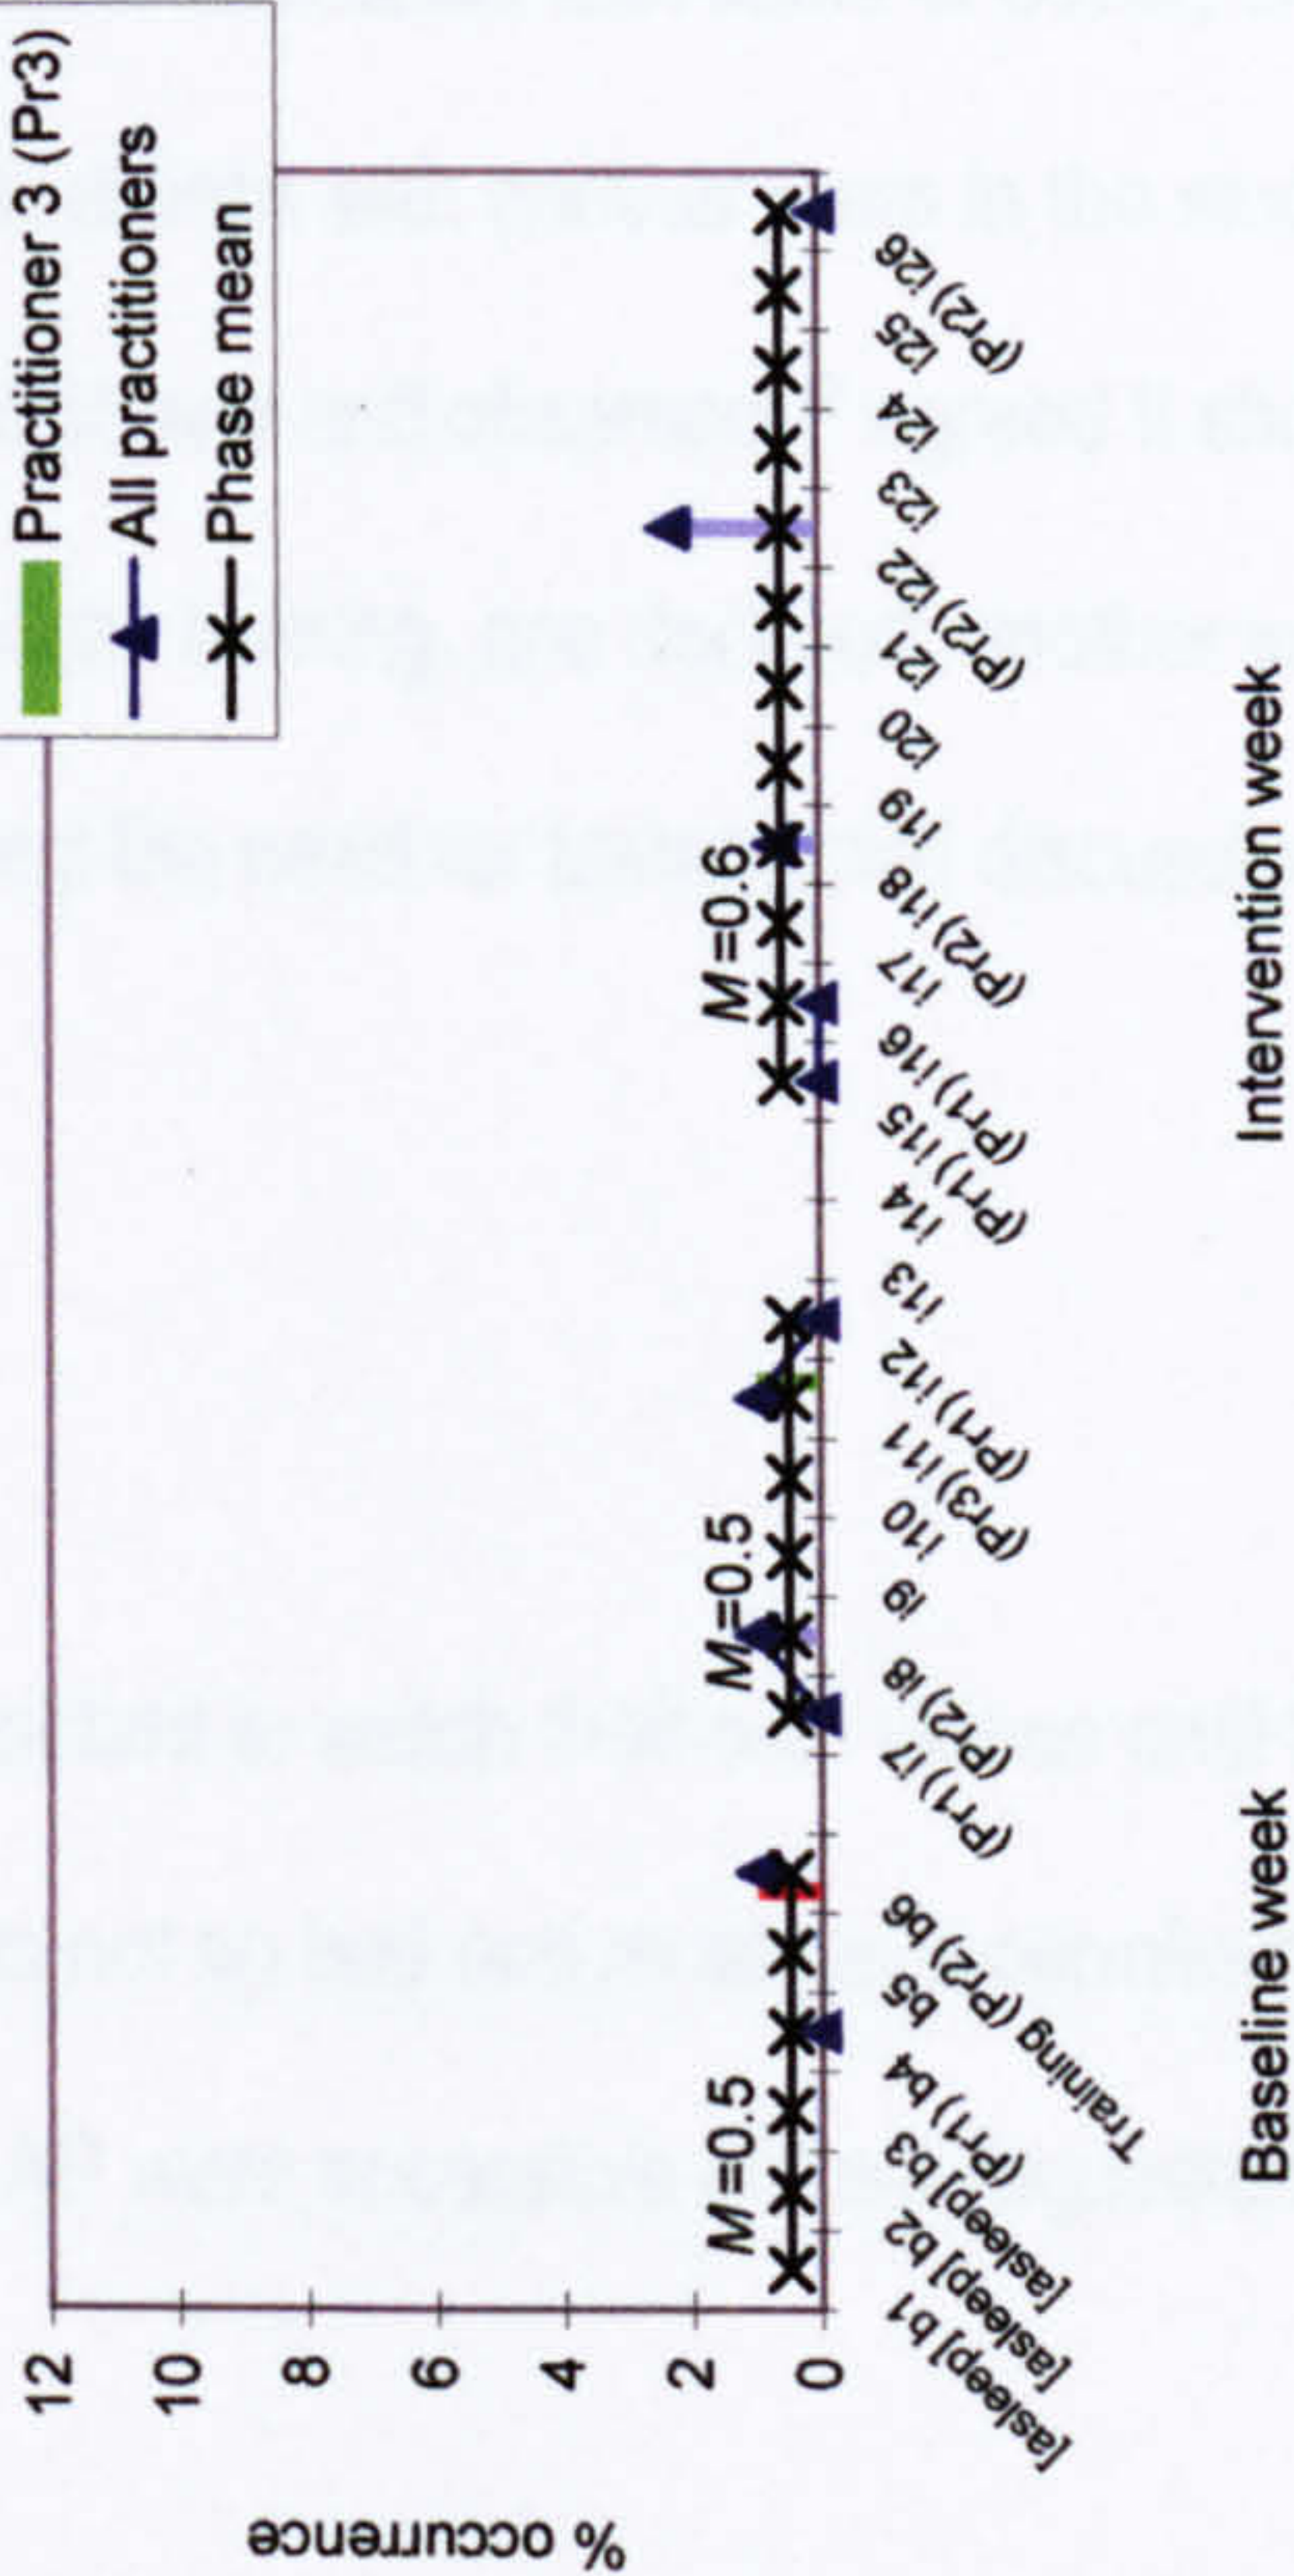 Practitioner 3 (Pr3)
All practitioners
Phase mean
% occurrence
12
10
8
6
4
2
0
M=0.5
M=0.5
M=0.6
[asleep] b1
[asleep] b2
[asleep] b3
(Pr1) b4
b5
Training (Pr2) b6
(Pr1) i7
(Pr2) i8
i9
i10
(Pr3) i11
(Pr1) i12
i13
i14
(Pr1) i15
(Pr1) i16
i17
(Pr2) i18
i19
i20
i21
(Pr2) i22
i23
i24
i25
(Pr2) i26
Baseline week
Intervention week